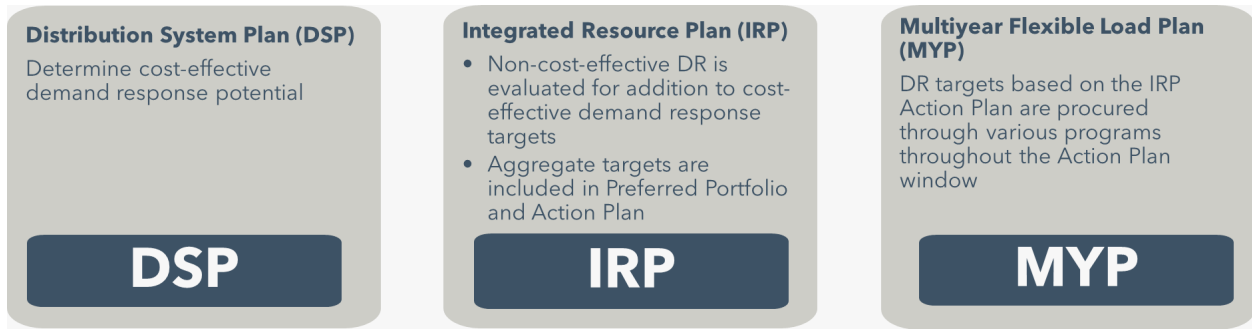 Distribution System Plan (DSP)
Determine cost-effective
demand response potential
DSP
Integrated Resource Plan (IRP)
• Non-cost-effective DR is
evaluated for addition to cost-
effective demand response
targets
• Aggregate targets are
included in Preferred Portfolio
and Action Plan
IRP
Multiyear Flexible Load Plan
(MYP)
DR targets based on the IRP
Action Plan are procured
through various programs
throughout the Action Plan
window
MYP